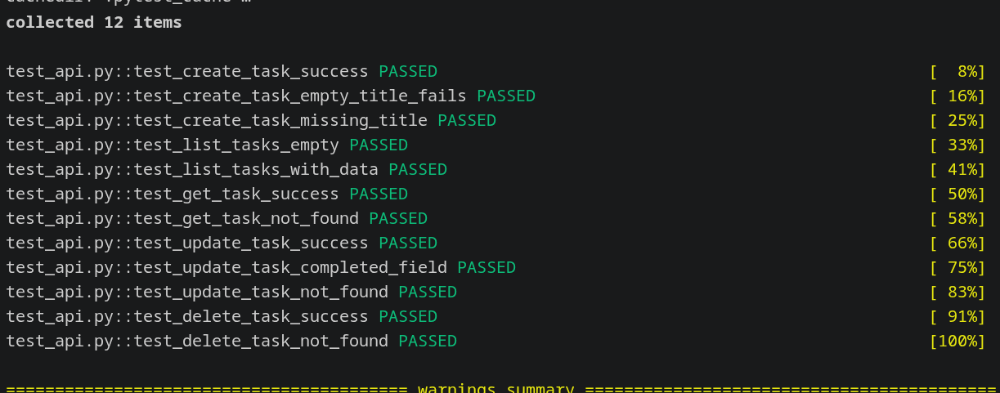 collected 12 items
test_api.py::test_create_task_success PASSED [  8%]
test_api.py::test_create_task_empty_title_fails PASSED [ 16%]
test_api.py::test_create_task_missing_title PASSED [ 25%]
test_api.py::test_list_tasks_empty PASSED [ 33%]
test_api.py::test_list_tasks_with_data PASSED [ 41%]
test_api.py::test_get_task_success PASSED [ 50%]
test_api.py::test_get_task_not_found PASSED [ 58%]
test_api.py::test_update_task_success PASSED [ 66%]
test_api.py::test_update_task_completed_field PASSED [ 75%]
test_api.py::test_update_task_not_found PASSED [ 83%]
test_api.py::test_delete_task_success PASSED [ 91%]
test_api.py::test_delete_task_not_found PASSED [100%]
========================================= warnings summary ==========================================